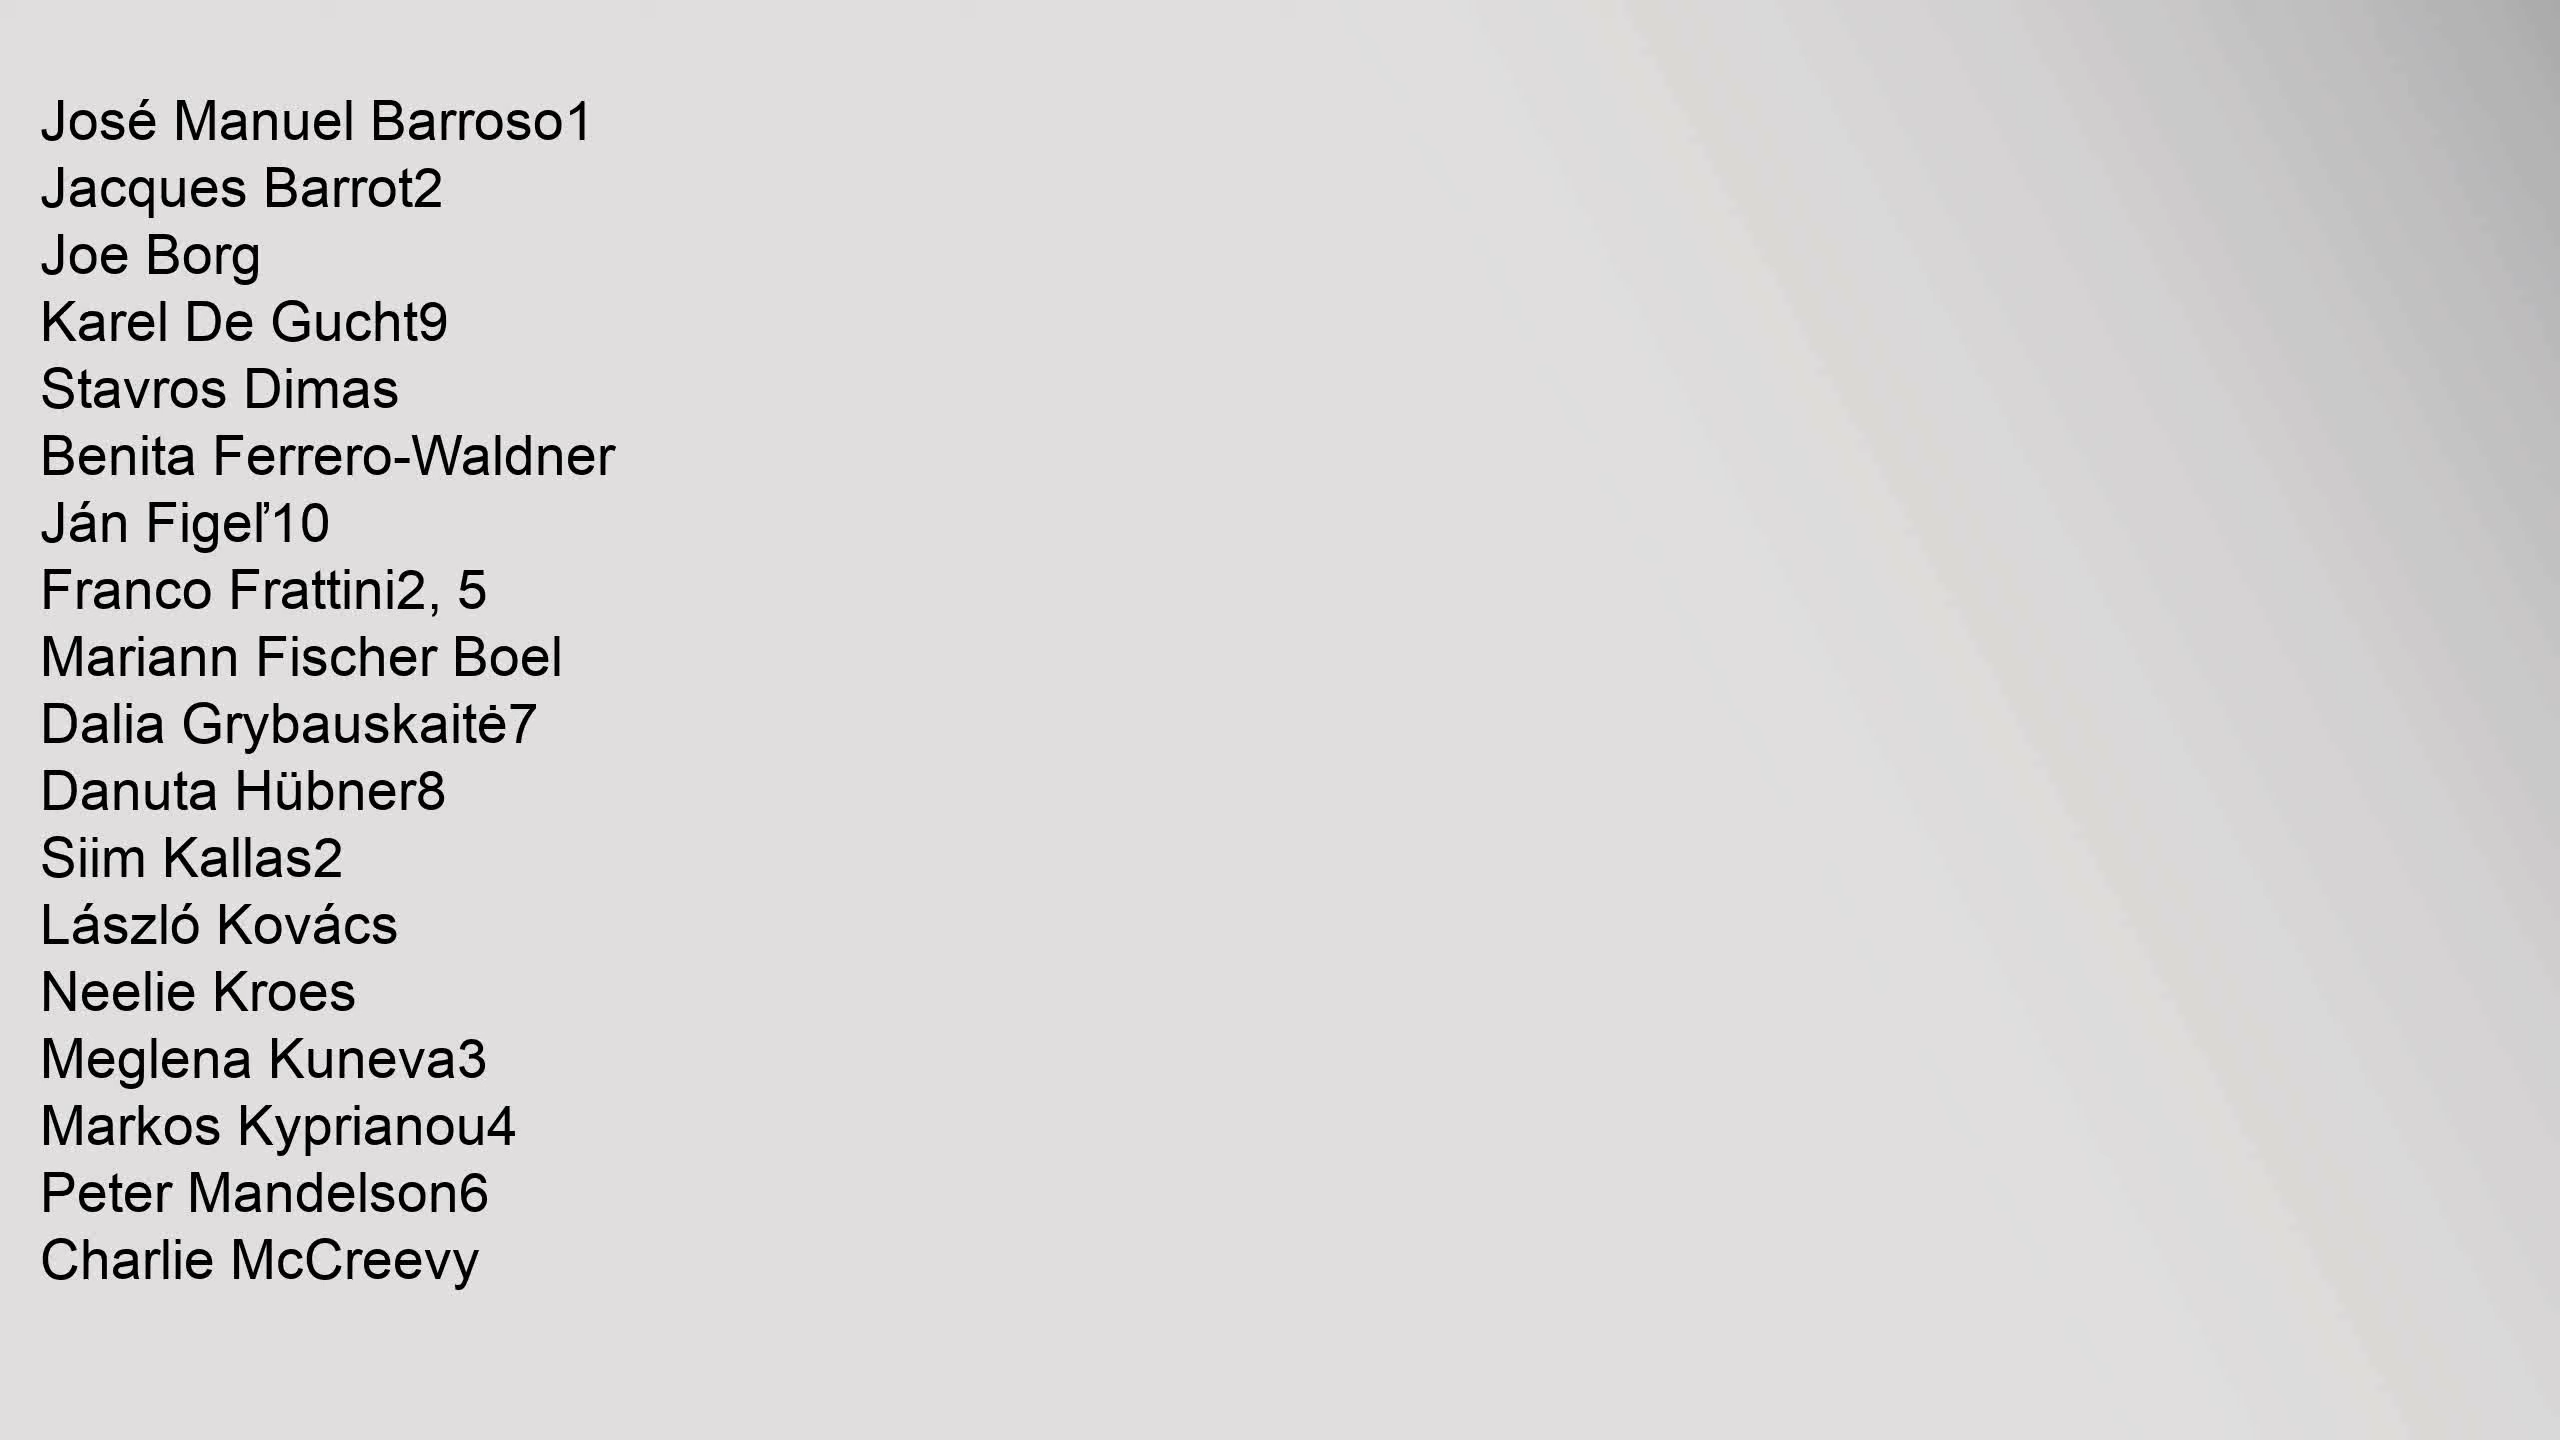 José Manuel Barroso1
Jacques Barrot2
Joe Borg
Karel De Gucht9
Stavros Dimas
Benita Ferrero-Waldner
Ján Figeľ10
Franco Frattini2, 5
Mariann Fischer Boel
Dalia Grybauskaitė7
Danuta Hübner8
Siim Kallas2
László Kovács
Neelie Kroes
Meglena Kuneva3
Markos Kyprianou4
Peter Mandelson6
Charlie McCreevy